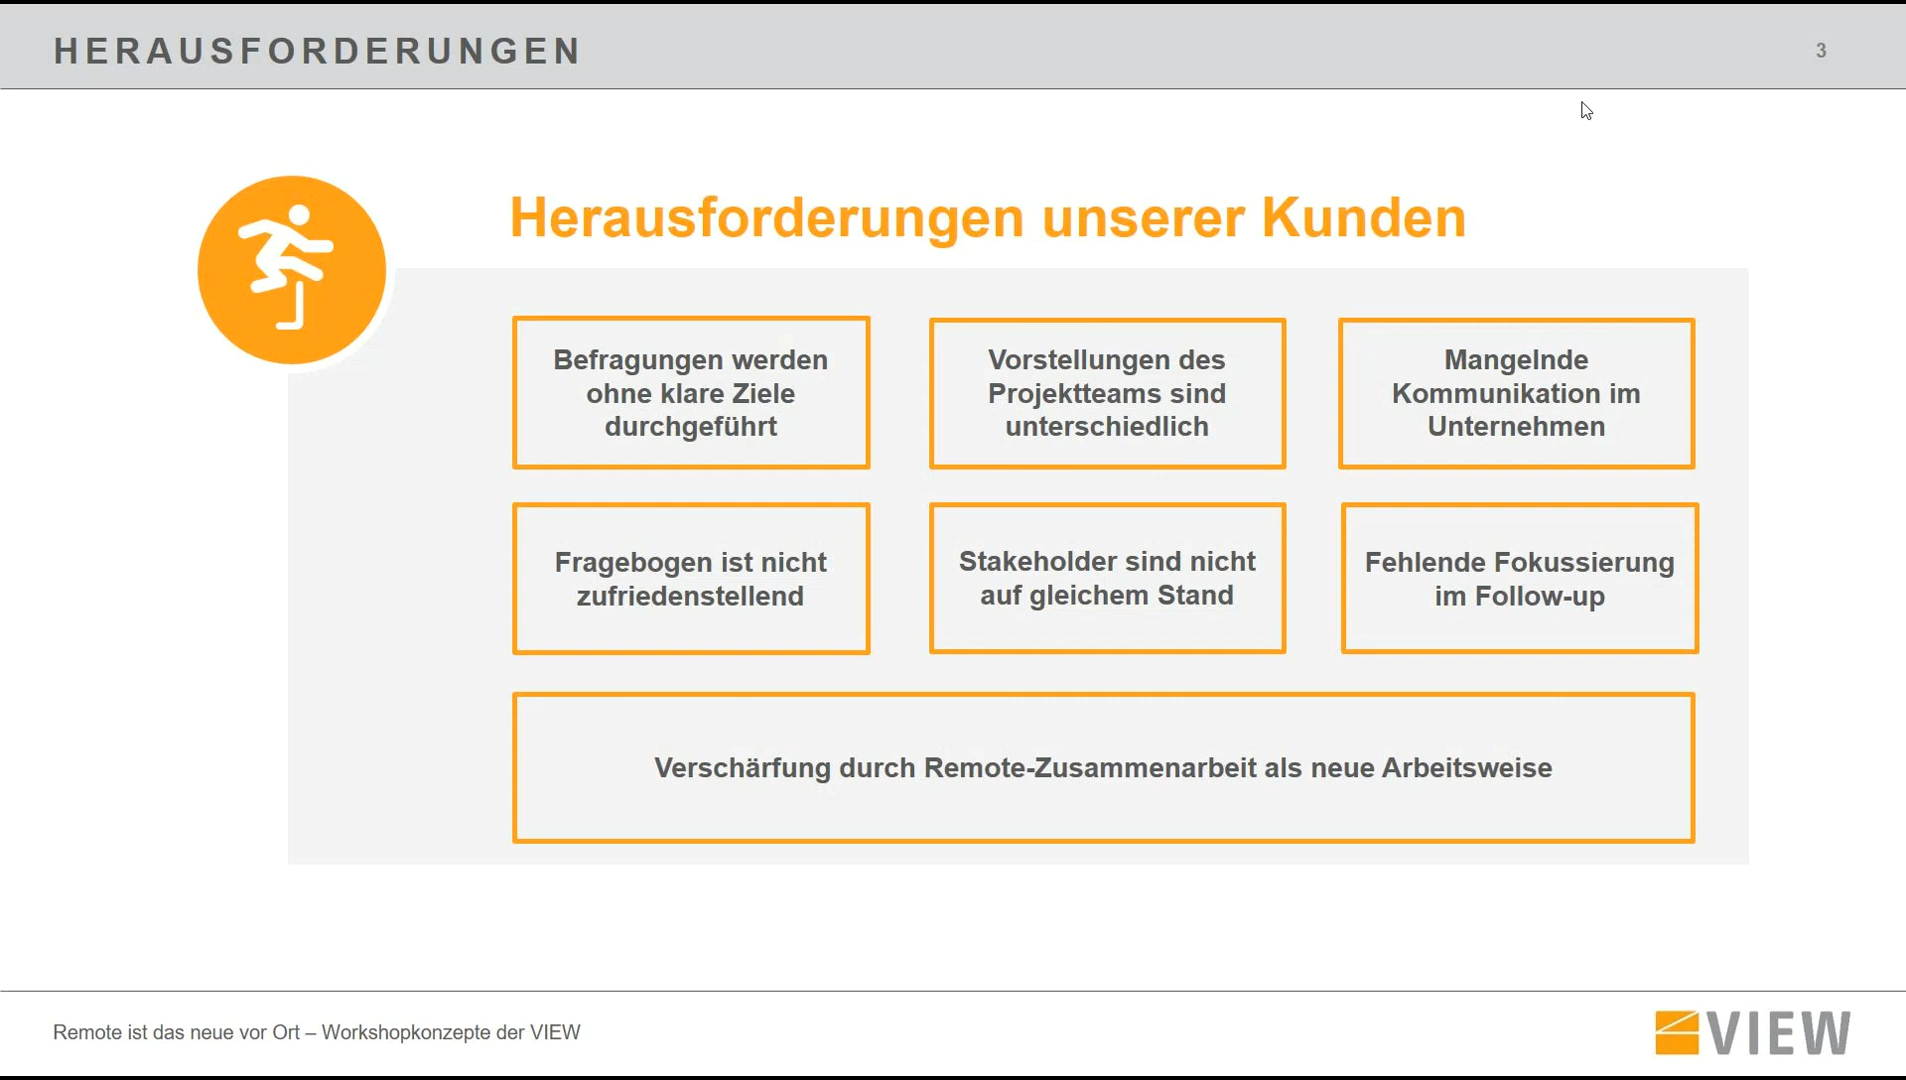 HERAUSFORDERUNGEN
3
Herausforderungen unserer Kunden
Befragungen werden
ohne klare Ziele
durchgeführt
Vorstellungen des
Projektteams sind
unterschiedlich
Mangelnde
Kommunikation im
Unternehmen
Fragebogen ist nicht
zufriedenstellend
Stakeholder sind nicht
auf gleichem Stand
Fehlende Fokussierung
im Follow-up
Verschärfung durch Remote-Zusammenarbeit als neue Arbeitsweise
Remote ist das neue vor Ort – Workshopkonzepte der VIEW
VIEW